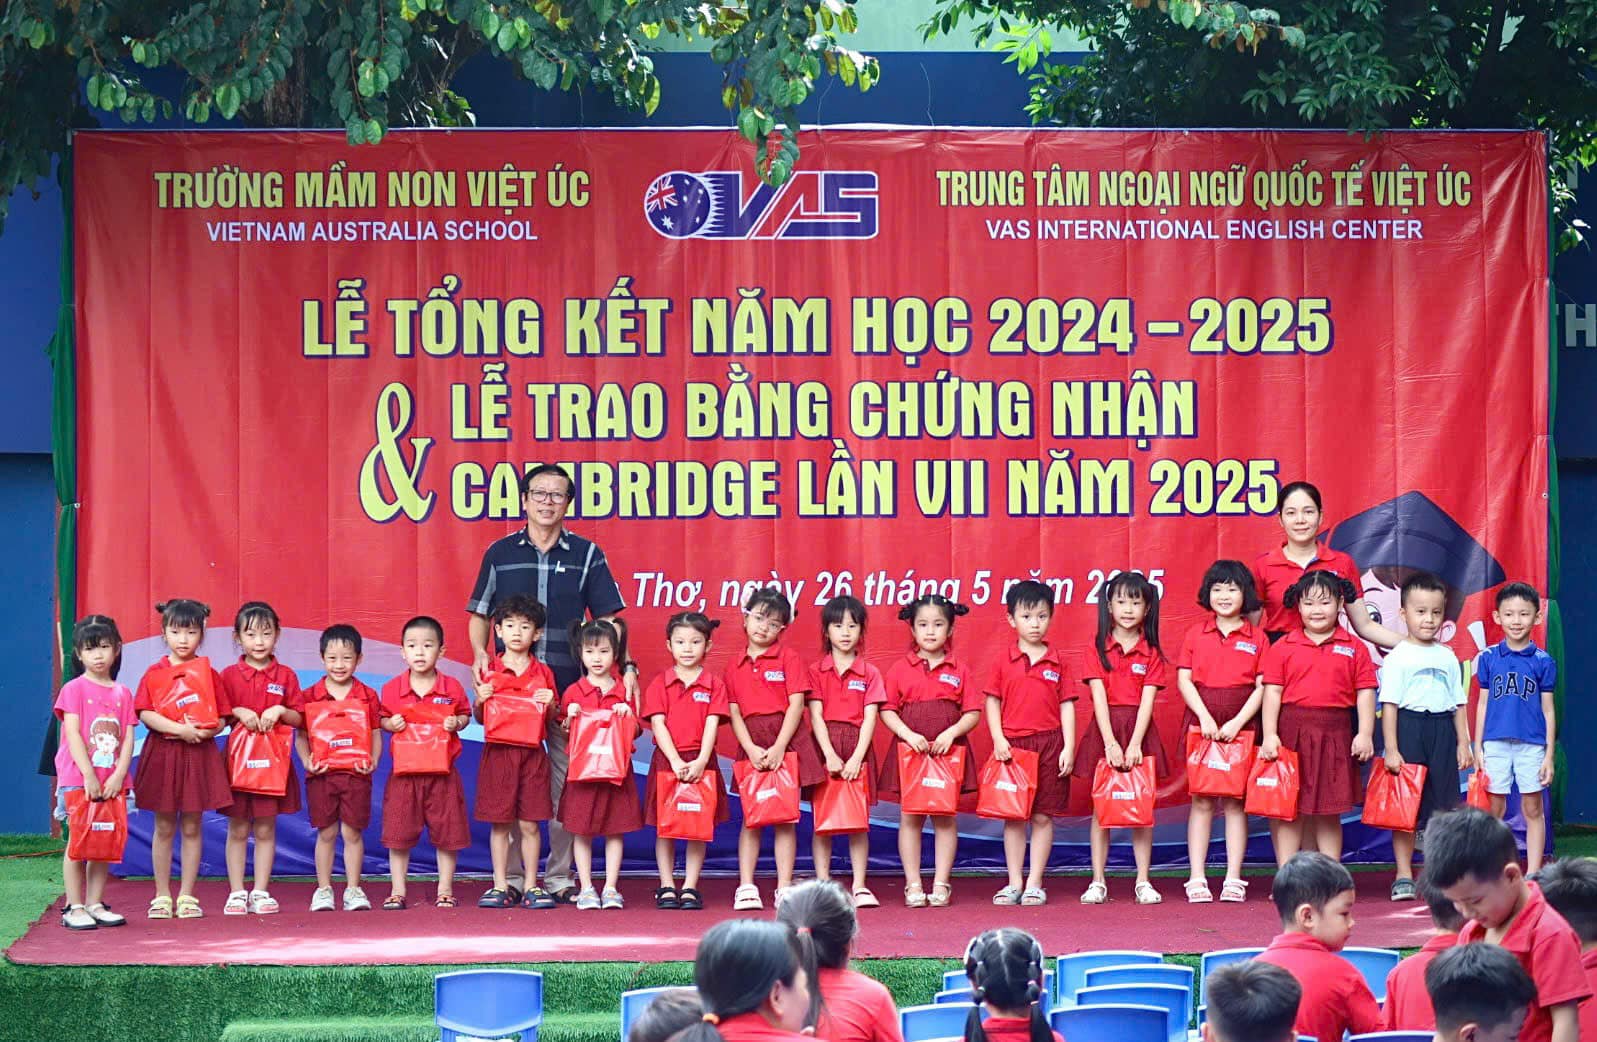 TRƯỜNG MẦM NON VIỆT ÚC
VIETNAM AUSTRALIA SCHOOL
VAS
TRUNG TÂM NGOẠI NGỮ QUỐC TẾ VIỆT ÚC
VAS INTERNATIONAL ENGLISH CENTER
LỄ TỔNG KẾT NĂM HỌC 2024 – 2025
& LỄ TRAO BẰNG CHỨNG NHẬN
CAMBRIDGE LẦN VII NĂM 2025
Thơ, ngày 26 tháng 5 năm 2025
GAP
TH